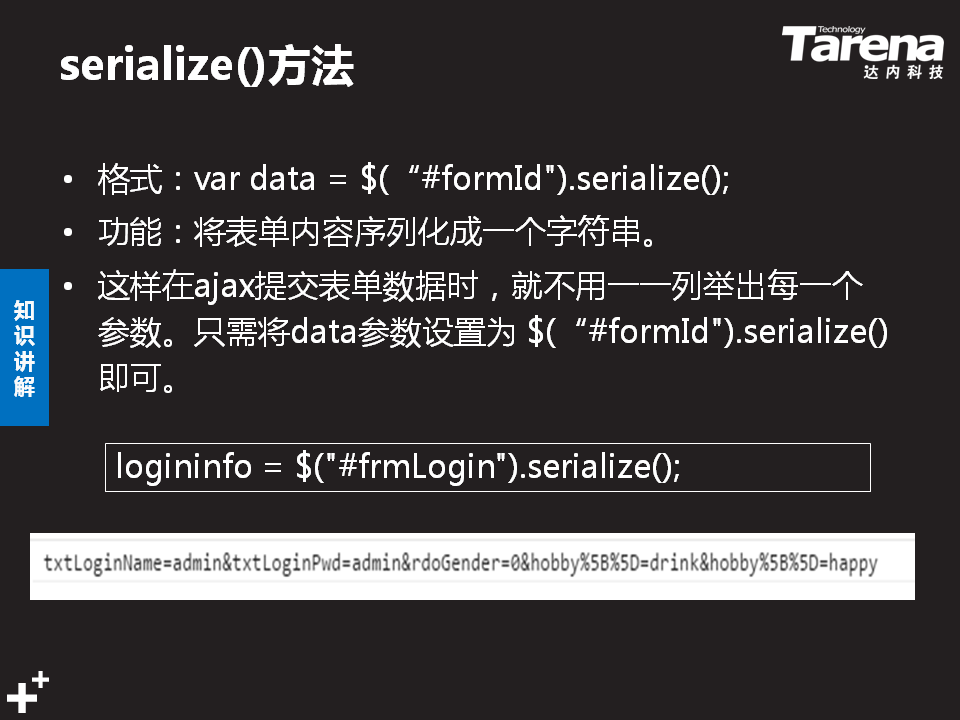 serialize()方法
Technology
Tarena
达内科技
• 格式：var data = $(“#formId").serialize();
• 功能：将表单内容序列化成一个字符串。
• 这样在ajax提交表单数据时，就不用一一列举出每一个
参数。只需将data参数设置为 $(“#formId").serialize()
即可。
知
识
讲
解
logininfo = $("#frmLogin").serialize();
txtLoginName=admin&txtLoginPwd=admin&rdoGender=0&hobby%5B%5D=drink&hobby%5B%5D=happy